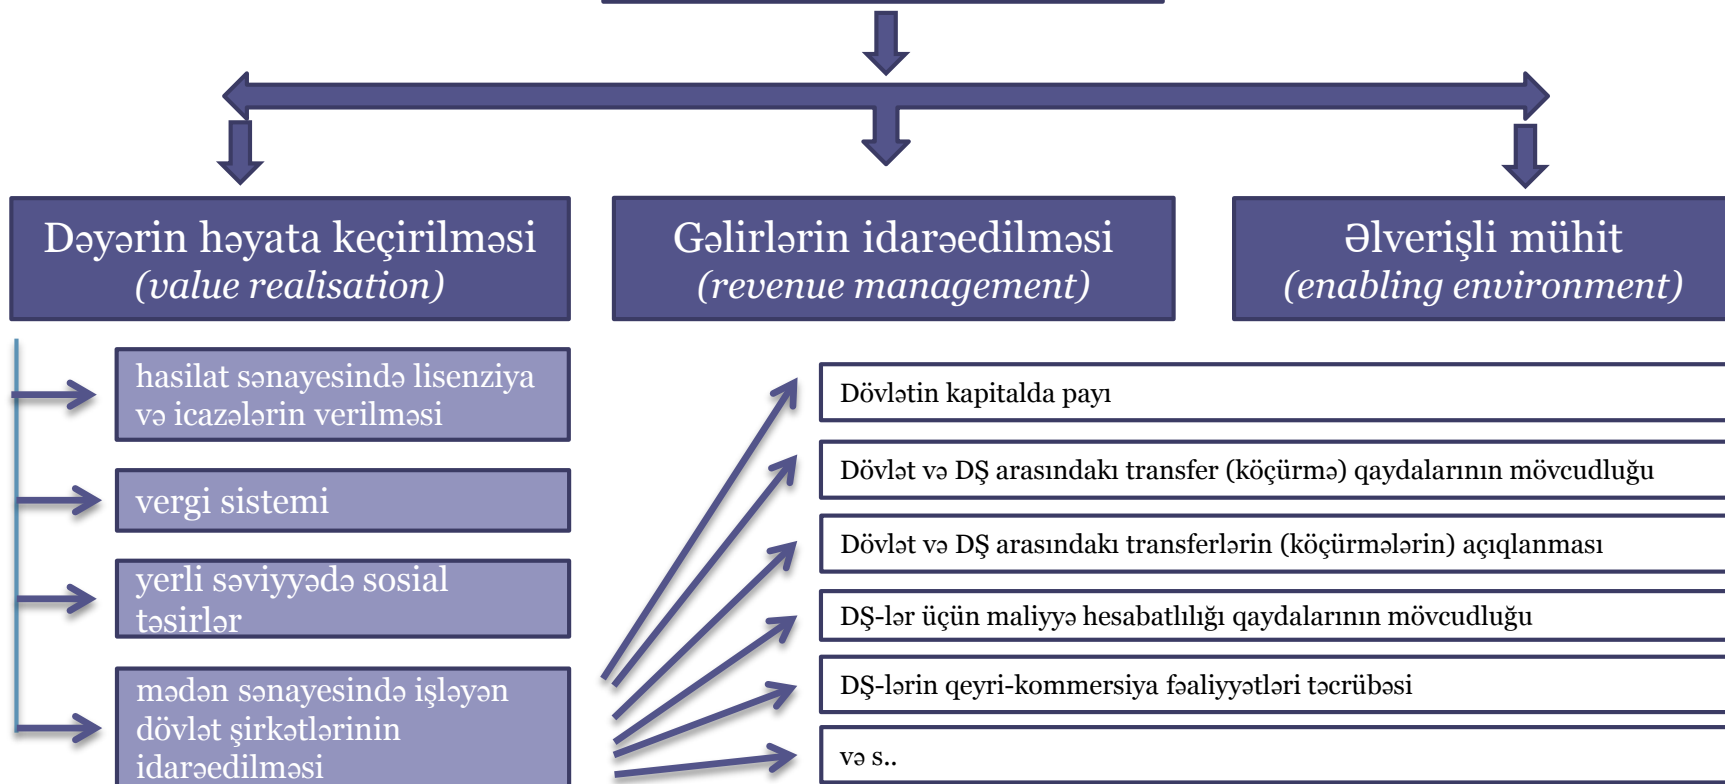 Dəyərin həyata keçirilməsi
(value realisation)
Gəlirlərin idarəedilməsi
(revenue management)
Əlverişli mühit
(enabling environment)
hasilat sənayesində lisenziya
və icazələrin verilməsi
vergi sistemi
yerli səviyyədə sosial
təsirlər
mədən sənayesində işləyən
dövlət şirkətlərinin
idarəedilməsi
Dövlətin kapitalda payı
Dövlət və DŞ arasındakı transfer (köçürmə) qaydalarının mövcudluğu
Dövlət və DŞ arasındakı transferlərin (köçürmələrin) açıqlanması
DŞ-lər üçün maliyyə hesabatlılığı qaydalarının mövcudluğu
DŞ-lərin qeyri-kommersiya fəaliyyətləri təcrübəsi
və s..